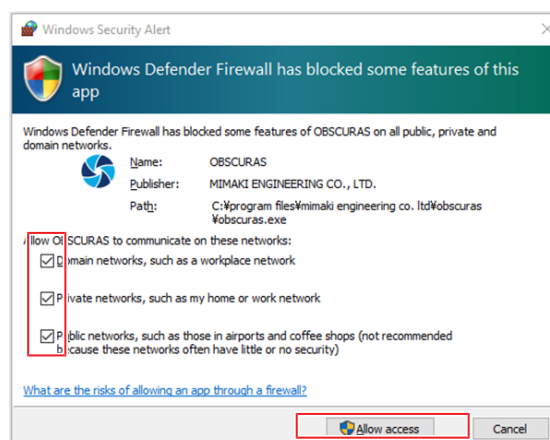 Windows Security Alert
Windows Defender Firewall has blocked some features of this
app
Windows Defender Firewall has blocked some features of OBSCURAS on all public, private and
domain networks.
Name: OBSCURAS
Publisher: MIMAKI ENGINEERING CO., LTD.
Path: C:¥program files¥mimaki engineering co. ltd¥obscuras
¥obscuras.exe
Allow OBSCURAS to communicate on these networks:
Domain networks, such as a workplace network
Private networks, such as my home or work network
Public networks, such as those in airports and coffee shops (not recommended
because these networks often have little or no security)
What are the risks of allowing an app through a firewall?
Allow access
Cancel